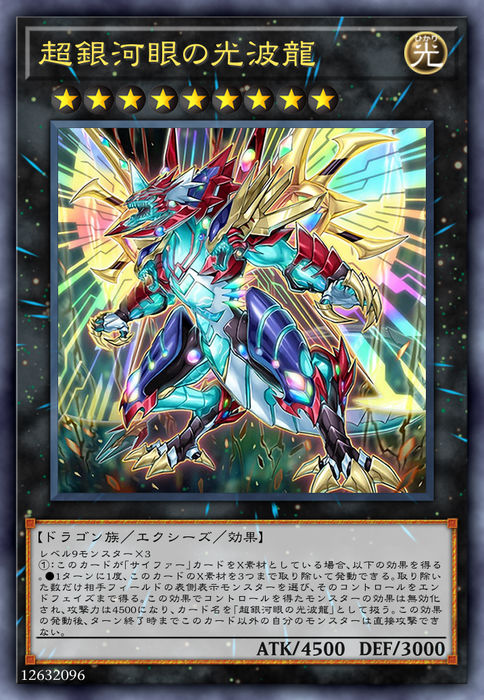 超銀河眼の光波龍
ひかり
光
【ドラゴン族／エクシーズ／効果】
レベル9モンスター×3
①:このカードが「サイファー」カードをX素材としている場合、以下の効果を得る
。●1ターンに1度、このカードのX素材を3つまで取り除いて発動できる。取り除い
た数だけ相手フィールドの表側表示モンスターを選び、そのコントロールをエン
ドフェイズまで得る。この効果でコントロールを得たモンスターの効果は無効化
され、攻撃力は4500になり、カード名を「超銀河眼の光波龍」として扱う。この効果
の発動後、ターン終了時までこのカード以外の自分のモンスターは直接攻撃でき
ない。
ATK/4500 DEF/3000
12632096